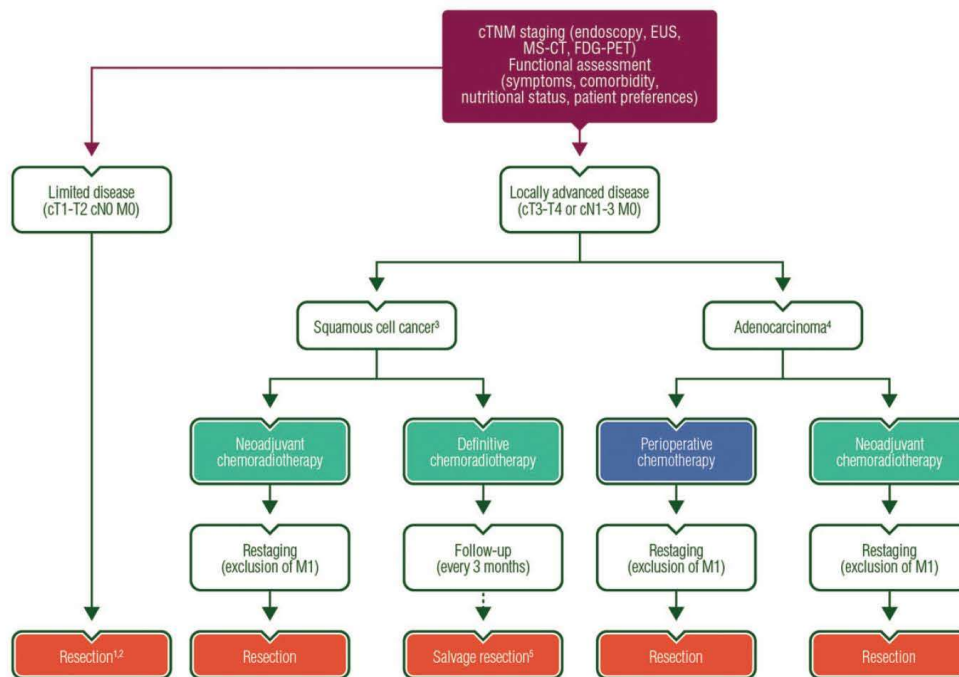 cTNM staging (endoscopy, EUS,
MS-CT, FDG-PET)
Functional assessment
(symptoms, comorbidity,
nutritional status, patient preferences)
Limited disease
(cT1-T2 cN0 M0)
Locally advanced disease
(cT3-T4 or cN1-3 M0)
Squamous cell cancer³
Adenocarcinoma⁴
Neoadjuvant
chemoradiotherapy
Definitive
chemoradiotherapy
Perioperative
chemotherapy
Neoadjuvant
chemoradiotherapy
Restaging
(exclusion of M1)
Follow-up
(every 3 months)
Restaging
(exclusion of M1)
Restaging
(exclusion of M1)
Resection¹,²
Resection
Salvage resection⁵
Resection
Resection